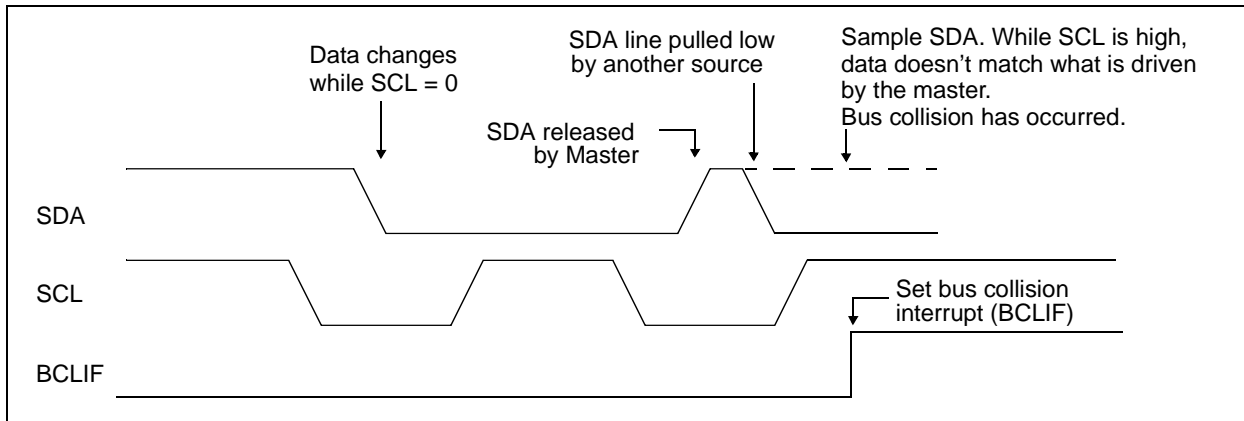 Data changes
while SCL = 0
SDA line pulled low
by another source
Sample SDA. While SCL is high,
data doesn't match what is driven
by the master.
Bus collision has occurred.
SDA released
by Master
SDA
SCL
Set bus collision
interrupt (BCLIF)
BCLIF